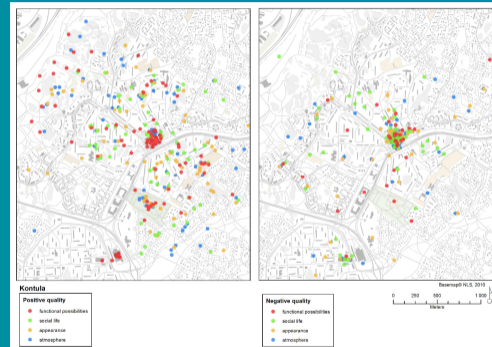 Kontula
Positive quality
functional possibilities
social life
appearance
atmosphere
Negative quality
functional possibilities
social life
appearance
atmosphere
Basemap© NLS, 2010
0 250 500 1 000
Meters